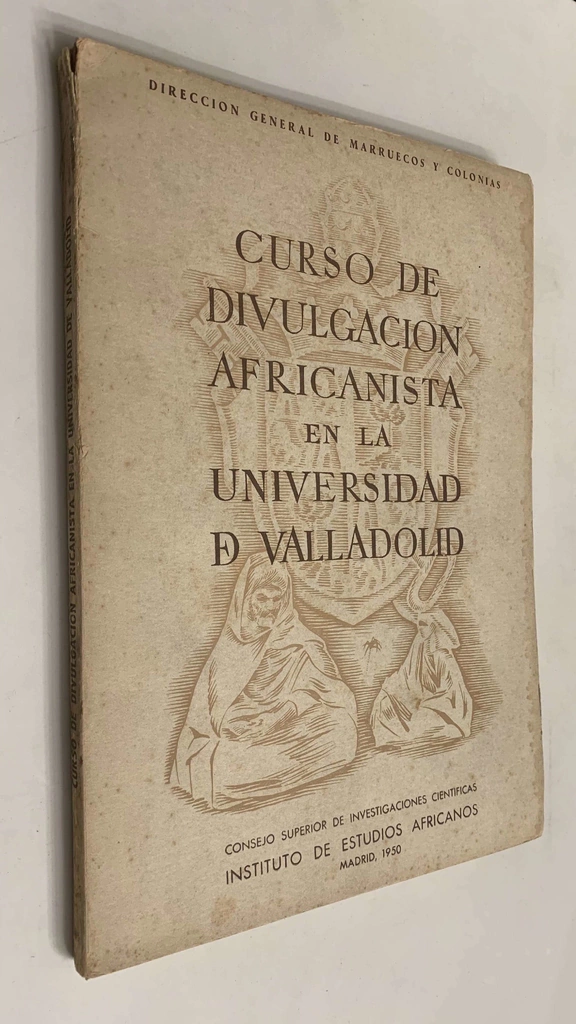 DIRECCION GENERAL DE MARRUECOS Y COLONIAS
CURSO DE
DIVULGACION
AFRICANISTA
EN LA
UNIVERSIDAD
DE VALLADOLID
CONSEJO SUPERIOR DE INVESTIGACIONES CIENTIFICAS
INSTITUTO DE ESTUDIOS AFRICANOS
MADRID, 1950
CURSO DE DIVULGACION AFRICANISTA EN LA UNIVERSIDAD DE VALLADOLID